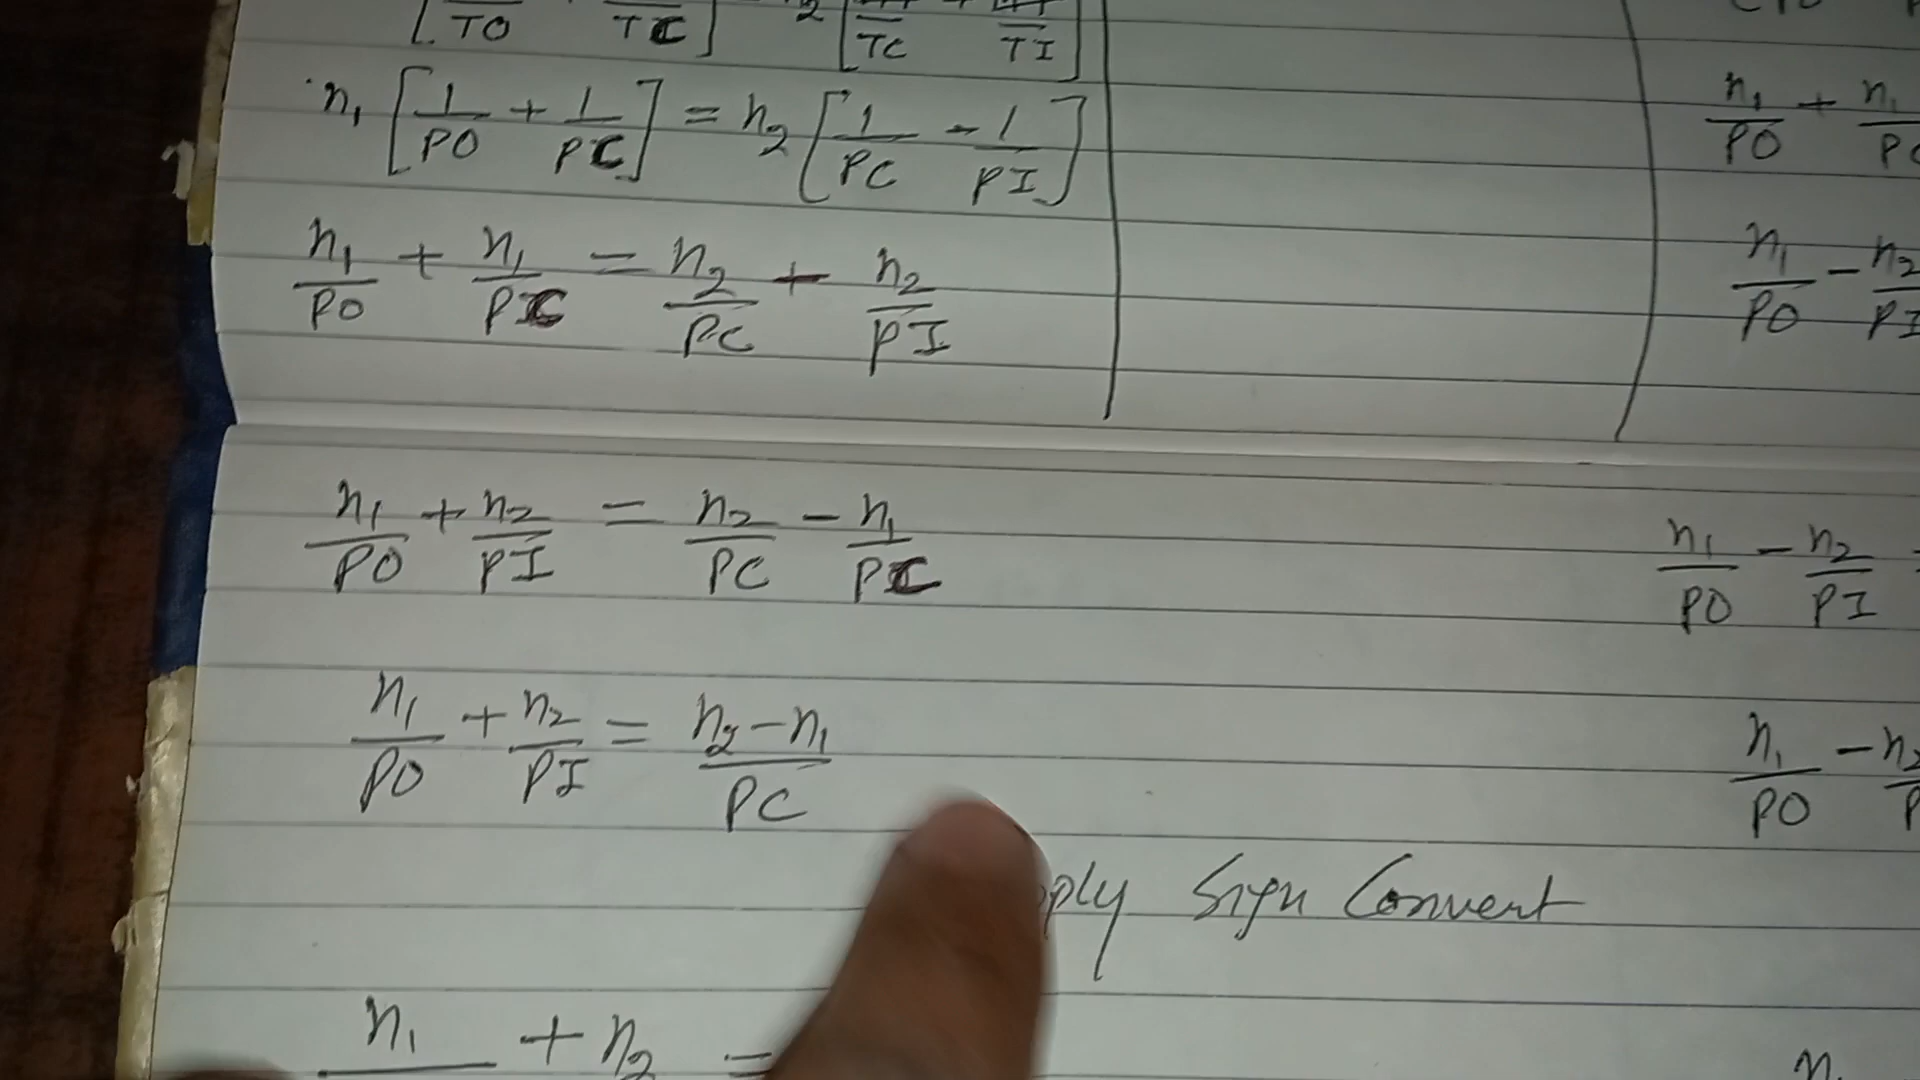 [ TO TC ] 2 [ TC + TI ]
n₁ [ 1/PO + 1/PC ] = n₂ [ 1/PC - 1/PI ]
n₁/PO + n₁/PC = n₂/PC + n₂/PI
n₁/PO + n₂/PI = n₂/PC - n₁/PC
n₁/PO + n₂/PI = n₂-n₁/PC
Sign Convent
n₁ + n₂ =
n₁/PO + n₁
n₁/PO - n₂/PI
n₁/PO - n₂/PI
n₁/PO - n₂